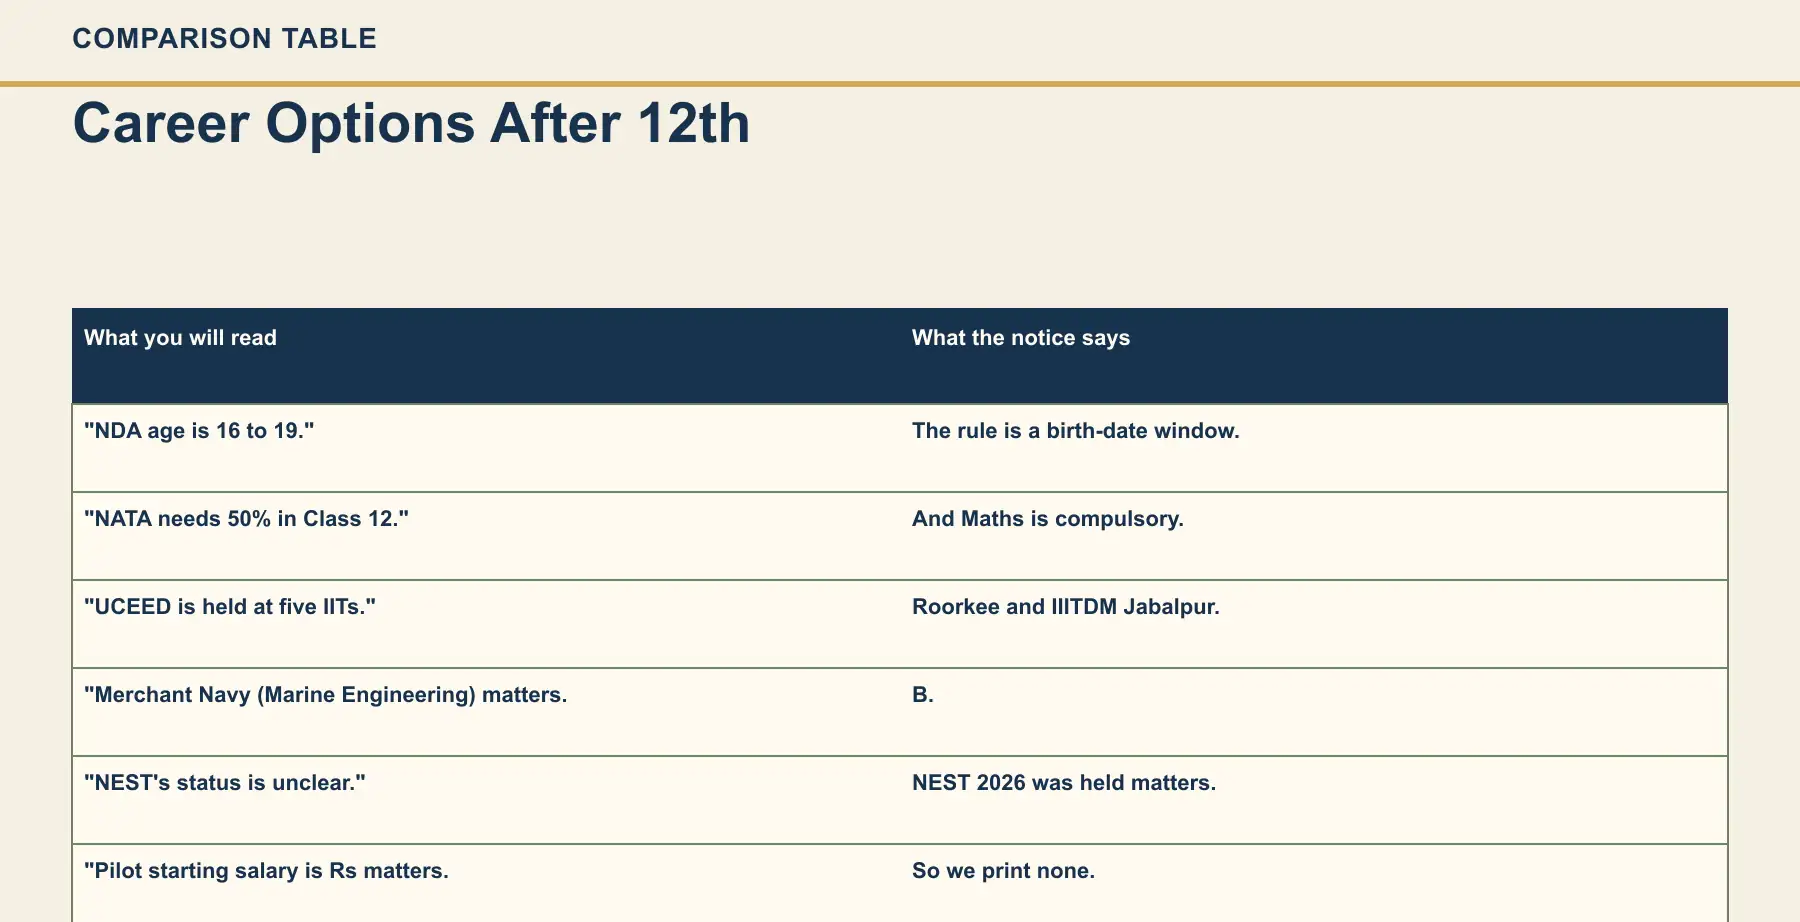 COMPARISON TABLE
Career Options After 12th
What you will read What the notice says
"NDA age is 16 to 19." The rule is a birth-date window.
"NATA needs 50% in Class 12." And Maths is compulsory.
"UCEED is held at five IITs." Roorkee and IIITDM Jabalpur.
"Merchant Navy (Marine Engineering) matters. B.
"NEST's status is unclear." NEST 2026 was held matters.
"Pilot starting salary is Rs matters. So we print none.